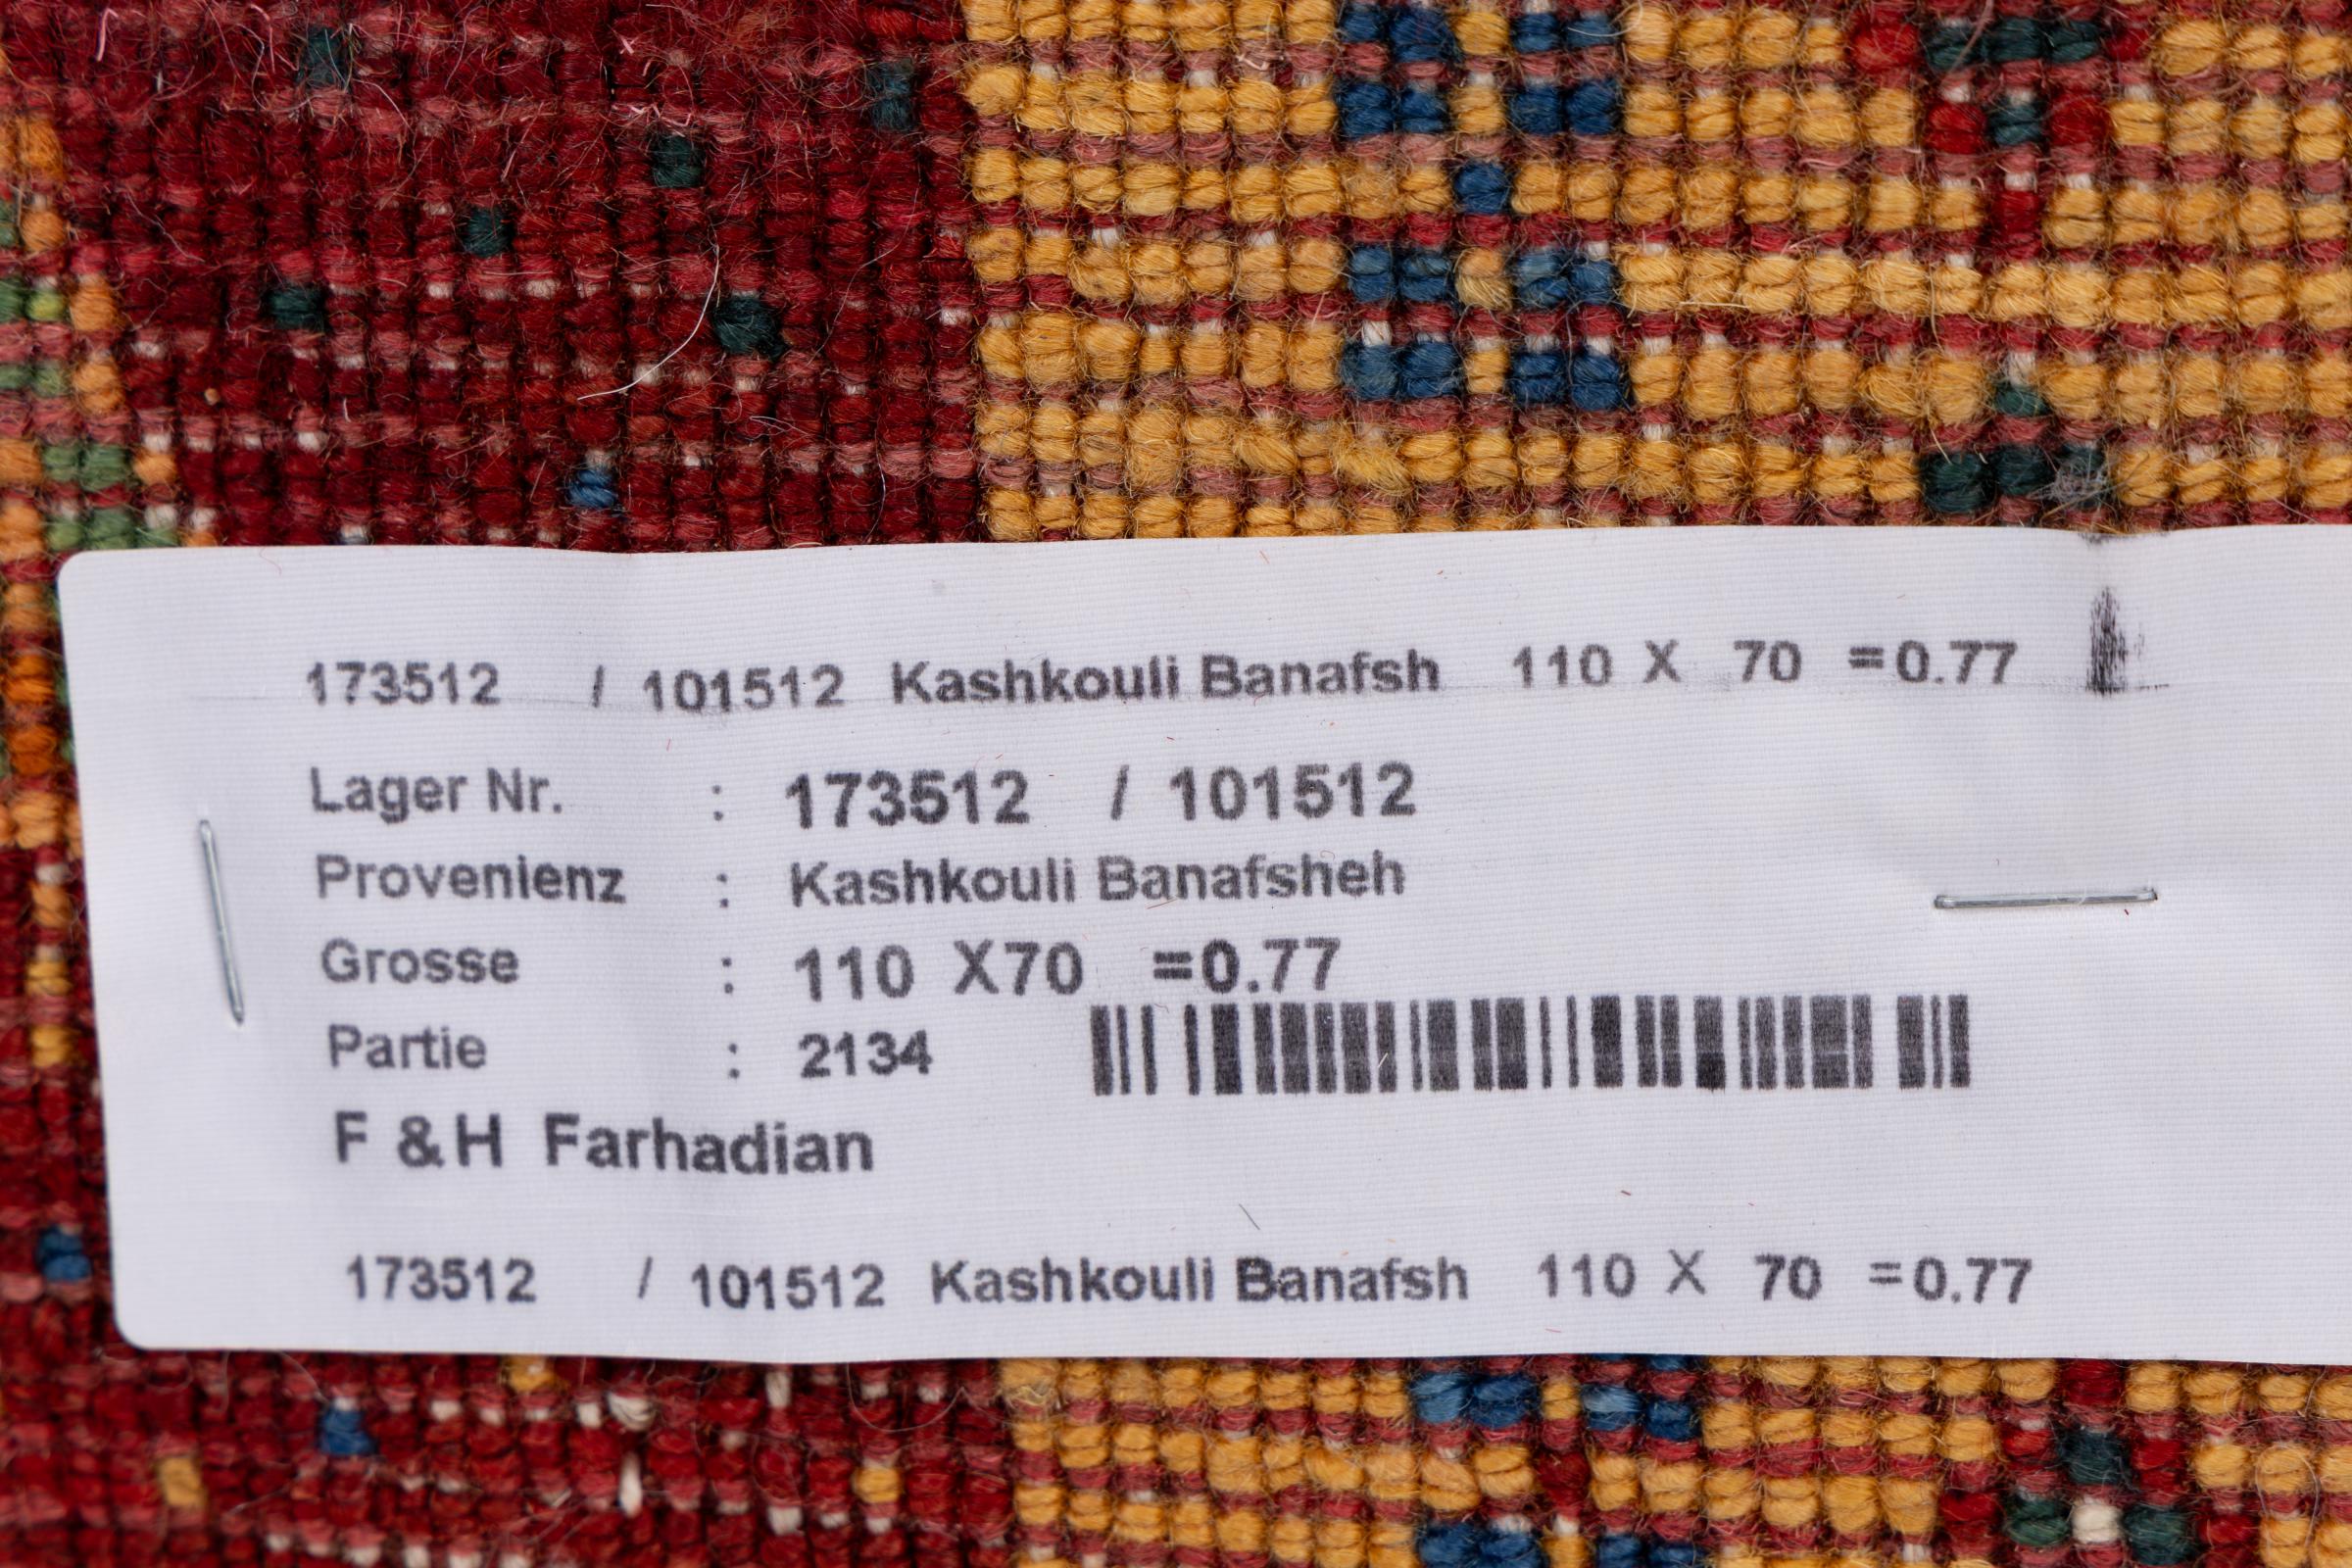 173512 / 101512 Kashkouli Banafsh 110 X 70 =0.77
Lager Nr. : 173512 / 101512
Provenienz : Kashkouli Banafsheh
Grosse : 110 X70 =0.77
Partie : 2134
F & H Farhadian
173512 / 101512 Kashkouli Banafsh 110 X 70 =0.77